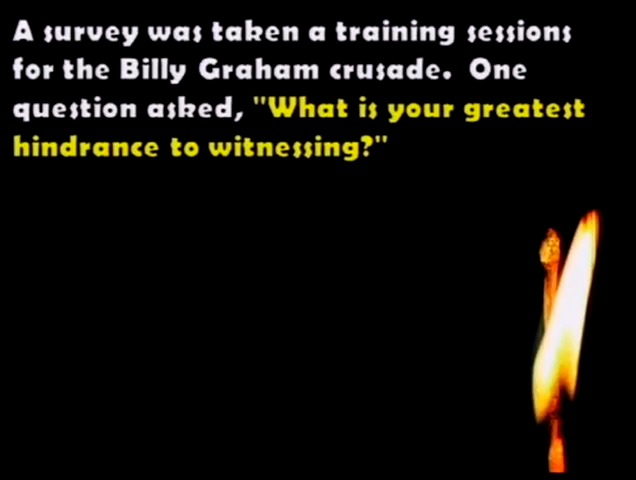 A survey was taken a training sessions
for the Billy Graham crusade. One
question asked, "What is your greatest
hindrance to witnessing?"